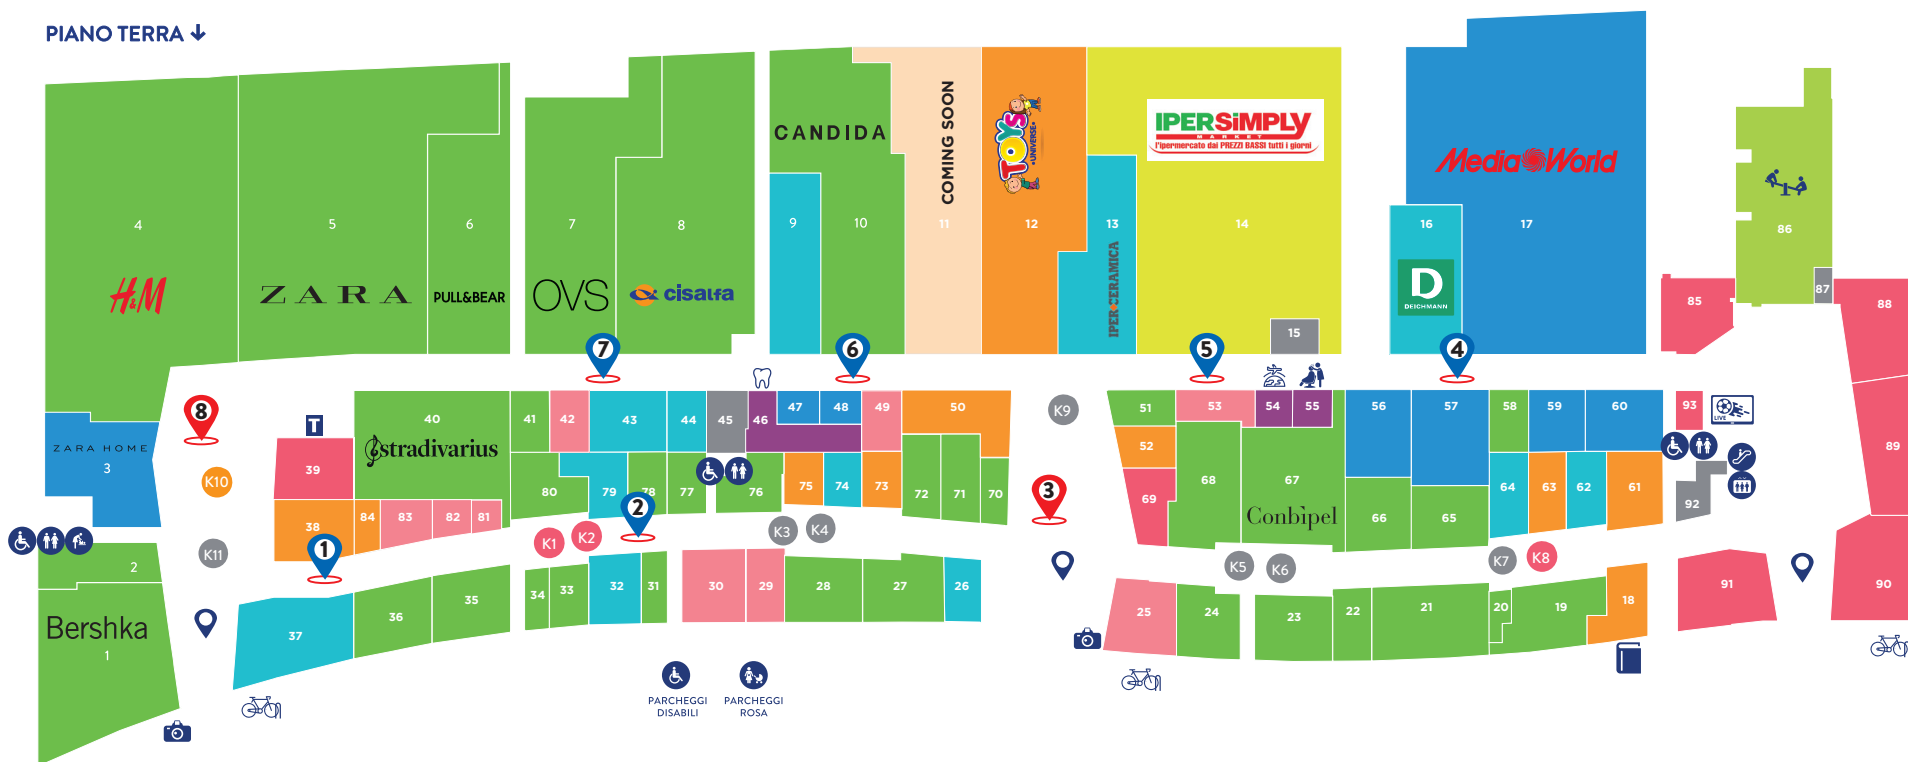 PIANO TERRA
4
H&M
5
ZARA
6
PULL&BEAR
7
OVS
8
cisalfa
CANDIDA
9
10
COMING SOON
11
TOYS
UNIVERSE
12
13
IPERCERAMICA
IPERSiMPLY
MARKET
l'ipermercato dai PREZZI BASSI tutti i giorni
14
15
16
D
DEICHMANN
MediaWorld
17
85
86
87
88
7
6
5
4
8
T
ZARA HOME
3
K10
K11
39
40
stradivarius
41
42
43
44
45
46
47
48
49
50
K9
51
52
53
54
55
56
57
58
59
60
93
LIVE
89
38
84
83
82
81
80
79
78
77
76
75
74
73
72
71
70
3
69
68
67
Conbipel
66
65
64
63
62
61
92
1
2
K1
K2
K3
K4
K5
K6
K7
K8
2
Bershka
1
37
36
35
34
33
32
31
30
29
28
27
26
25
24
23
22
21
20
19
18
91
90
PARCHEGGI
DISABILI
PARCHEGGI
ROSA